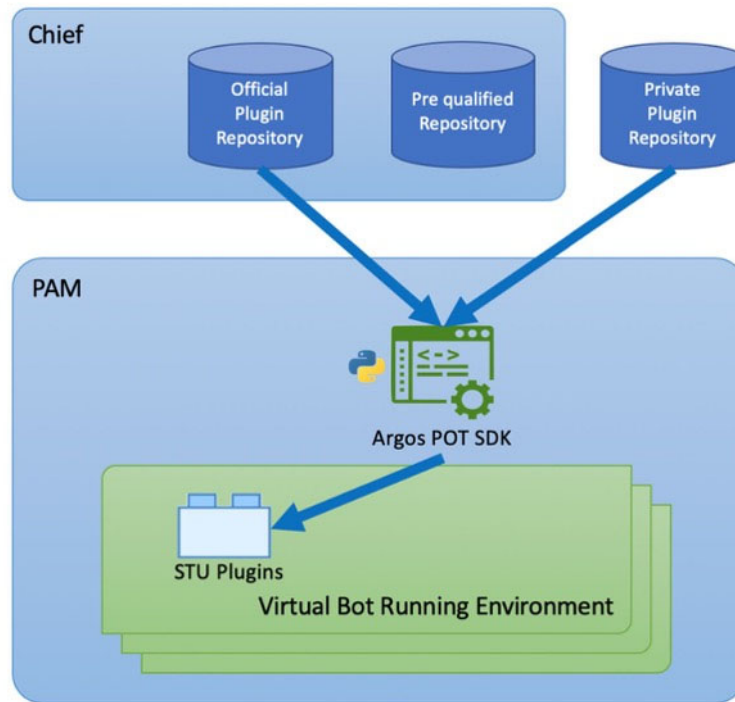 Chief
Official
Plugin
Repository
Pre qualified
Repository
Private
Plugin
Repository
PAM
<->
Argos POT SDK
STU Plugins
Virtual Bot Running Environment